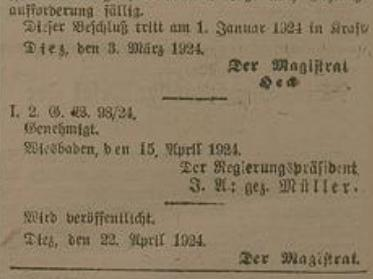 aufforderung fällig.
Dieser Beschluß tritt am 1. Januar 1924 in Kraft
Diez, den 3. März 1924.
Der Magistrat
Heck
I. 2. G. W. 98/24.
Genehmigt.
Wiesbaden, den 15. April 1924.
Der Regierungspräsident
J. A: gez. Müller.
Wird veröffentlicht.
Diez, den 22. April 1924.
Der Magistrat.